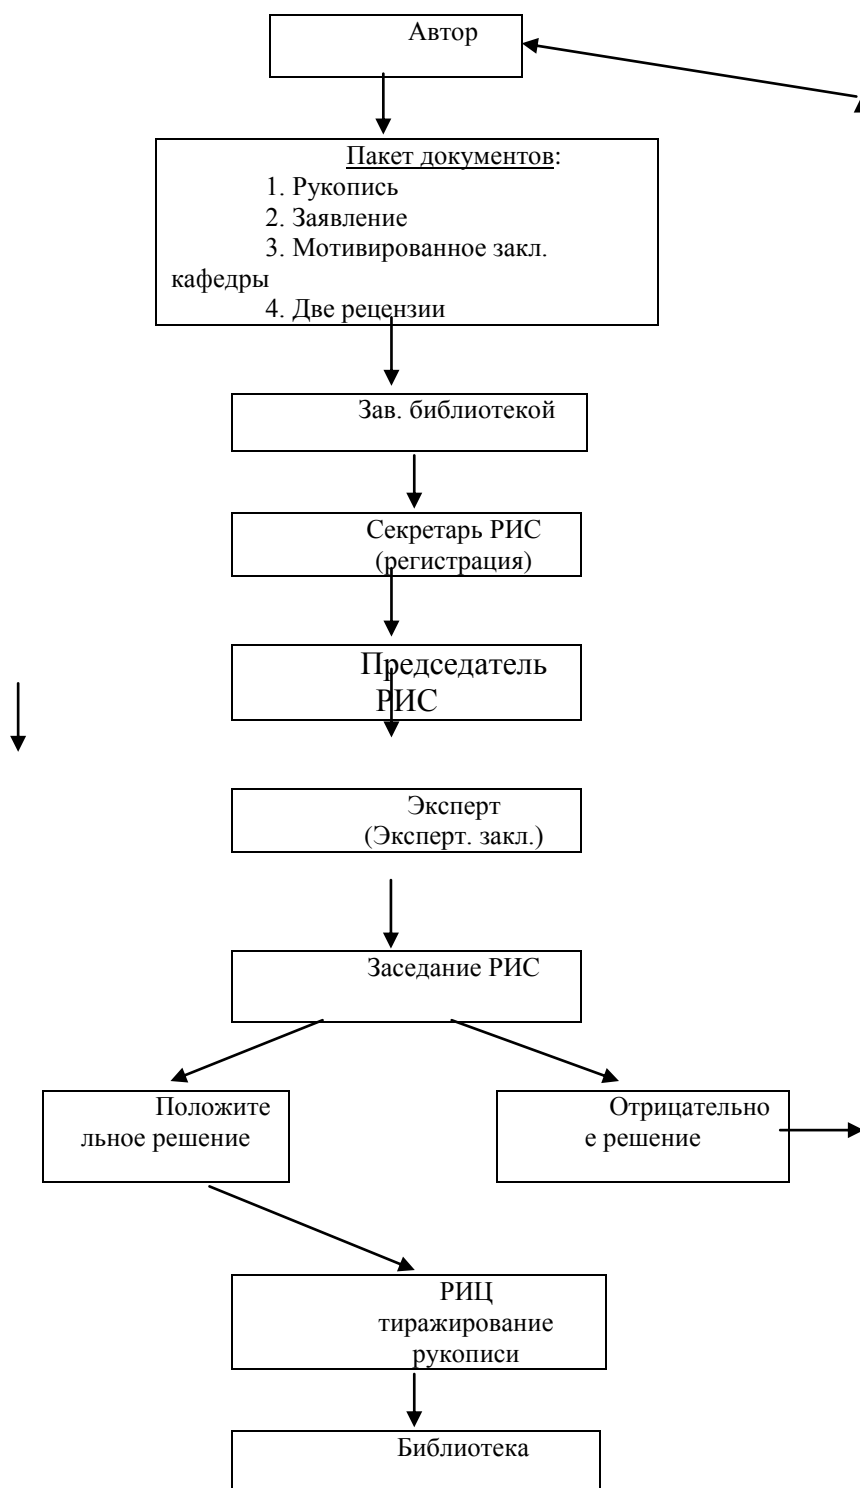 Автор
Пакет документов:
1. Рукопись
2. Заявление
3. Мотивированное закл.
кафедры
4. Две рецензии
Зав. библиотекой
Секретарь РИС
(регистрация)
Председатель
РИС
Эксперт
(Эксперт. закл.)
Заседание РИС
Положите
льное решение
Отрицательно
е решение
РИЦ
тиражирование
рукописи
Библиотека